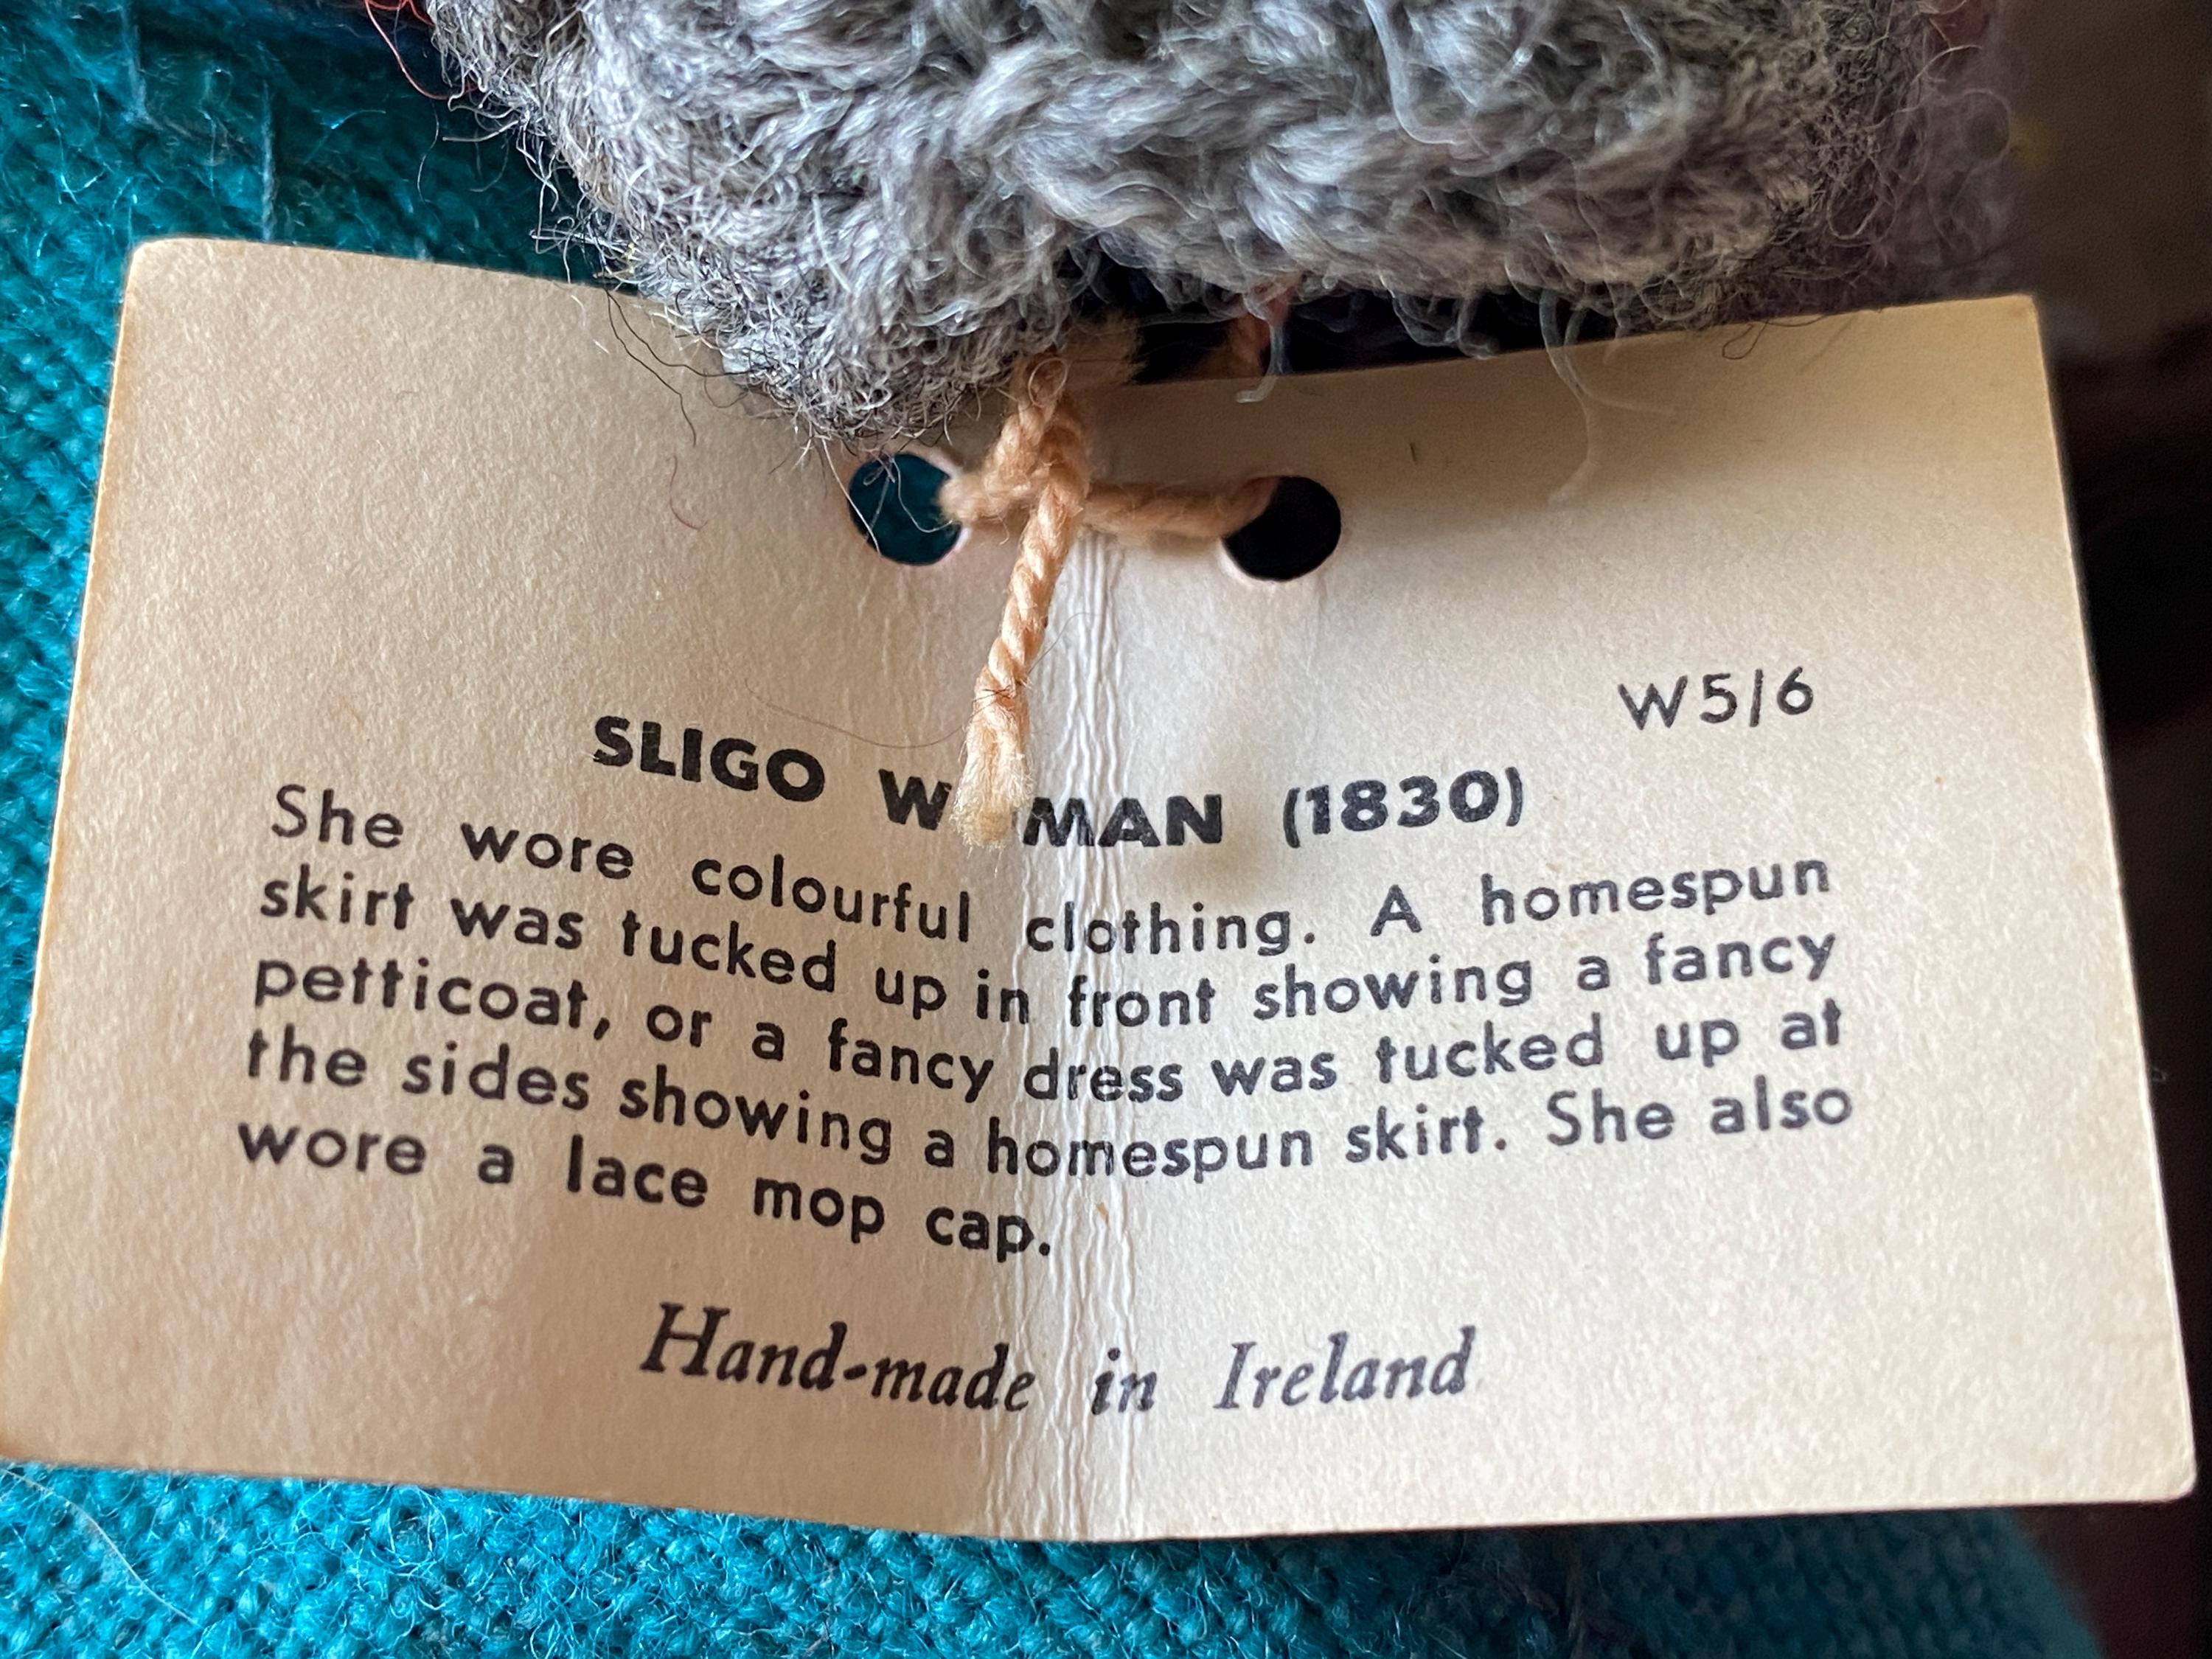 W5/6
SLIGO WOMAN (1830)
She wore colourful clothing. A homespun
skirt was tucked up in front showing a fancy
petticoat, or a fancy dress was tucked up at
the sides showing a homespun skirt. She also
wore a lace mop cap.
Hand-made in Ireland